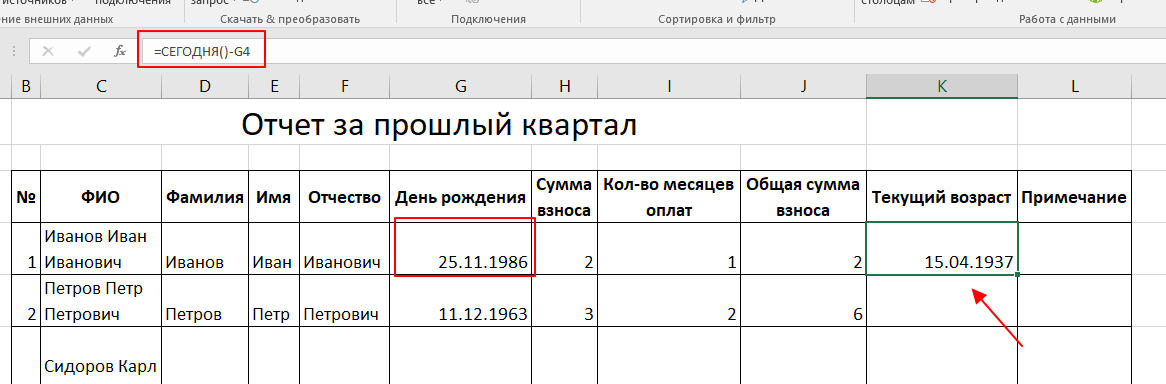 источников подключения запрос все столбцам
ение внешних данных Скачать & преобразовать Подключения Сортировка и фильтр Работа с данными
fx =СЕГОДНЯ()-G4
B C D E F G H I J K L
Отчет за прошлый квартал
№ ФИО Фамилия Имя Отчество День рождения Сумма взноса Кол-во месяцев оплат Общая сумма взноса Текущий возраст Примечание
1 Иванов Иван Иванович Иванов Иван Иванович 25.11.1986 2 1 2 15.04.1937
2 Петров Петр Петрович Петров Петр Петрович 11.12.1963 3 2 6
Сидоров Карл